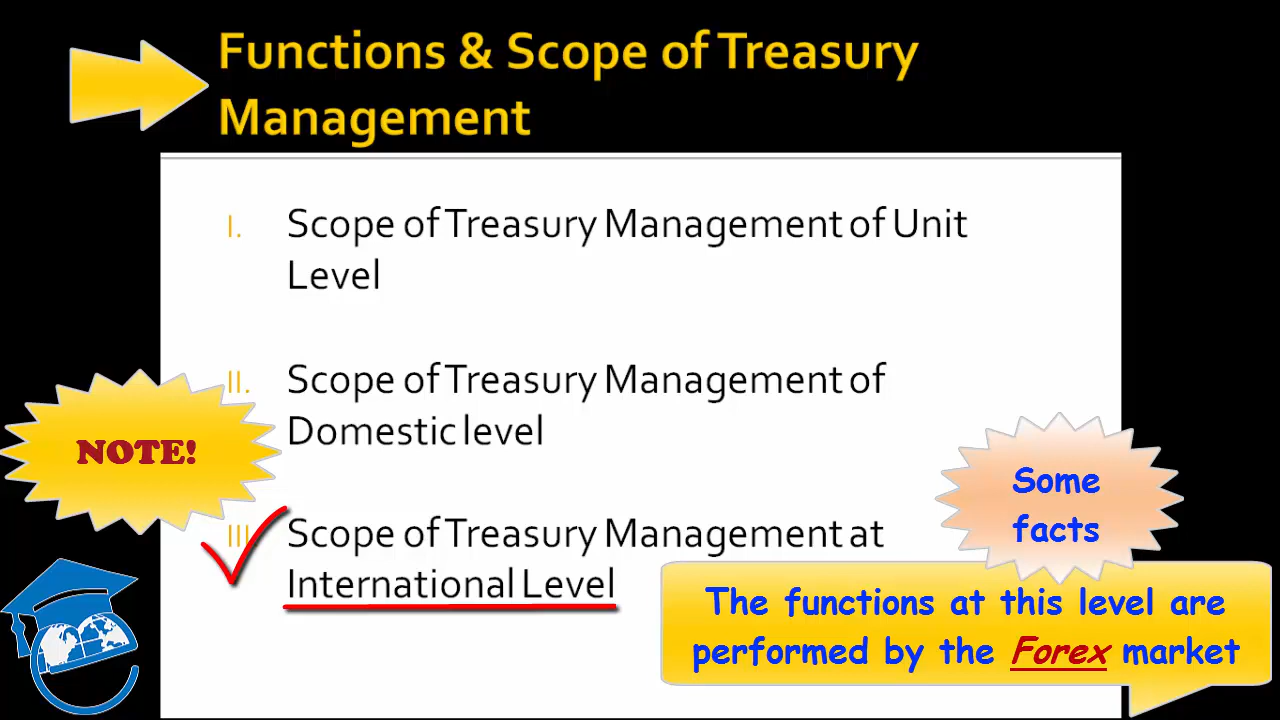 Functions & Scope of Treasury
Management
I. Scope of Treasury Management of Unit
Level
II. Scope of Treasury Management of
Domestic level
NOTE!
III Scope of Treasury Management at
International Level
Some
facts
The functions at this level are
performed by the Forex market